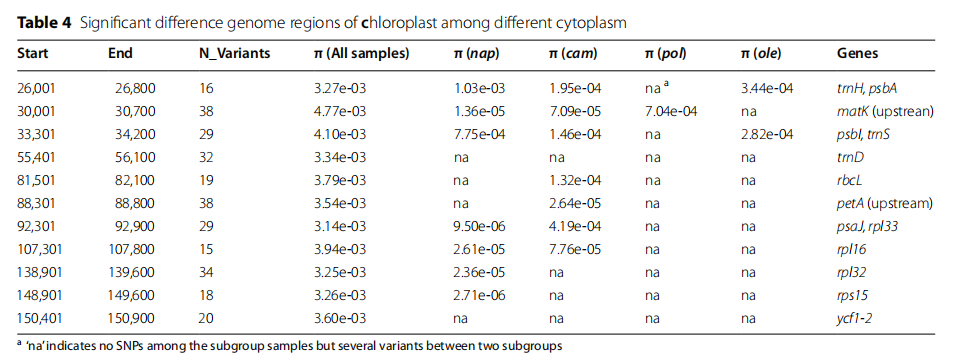 Table 4 Significant difference genome regions of chloroplast among different cytoplasm
Start End N_Variants π (All samples) π (nap) π (cam) π (pol) π (ole) Genes
26,001 26,800 16 3.27e-03 1.03e-03 1.95e-04 na a 3.44e-04 trnH, psbA
30,001 30,700 38 4.77e-03 1.36e-05 7.09e-05 7.04e-04 na matK (upstrean)
33,301 34,200 29 4.10e-03 7.75e-04 1.46e-04 na 2.82e-04 psbI, trnS
55,401 56,100 32 3.34e-03 na na na na trnD
81,501 82,100 19 3.79e-03 na 1.32e-04 na na rbcL
88,301 88,800 38 3.54e-03 na 2.64e-05 na na petA (upstream)
92,301 92,900 29 3.14e-03 9.50e-06 4.19e-04 na na psaJ, rpl33
107,301 107,800 15 3.94e-03 2.61e-05 7.76e-05 na na rpl16
138,901 139,600 34 3.25e-03 2.36e-05 na na na rpl32
148,901 149,600 18 3.26e-03 2.71e-06 na na na rps15
150,401 150,900 20 3.60e-03 na na na na ycf1-2
a ‘na’ indicates no SNPs among the subgroup samples but several variants between two subgroups